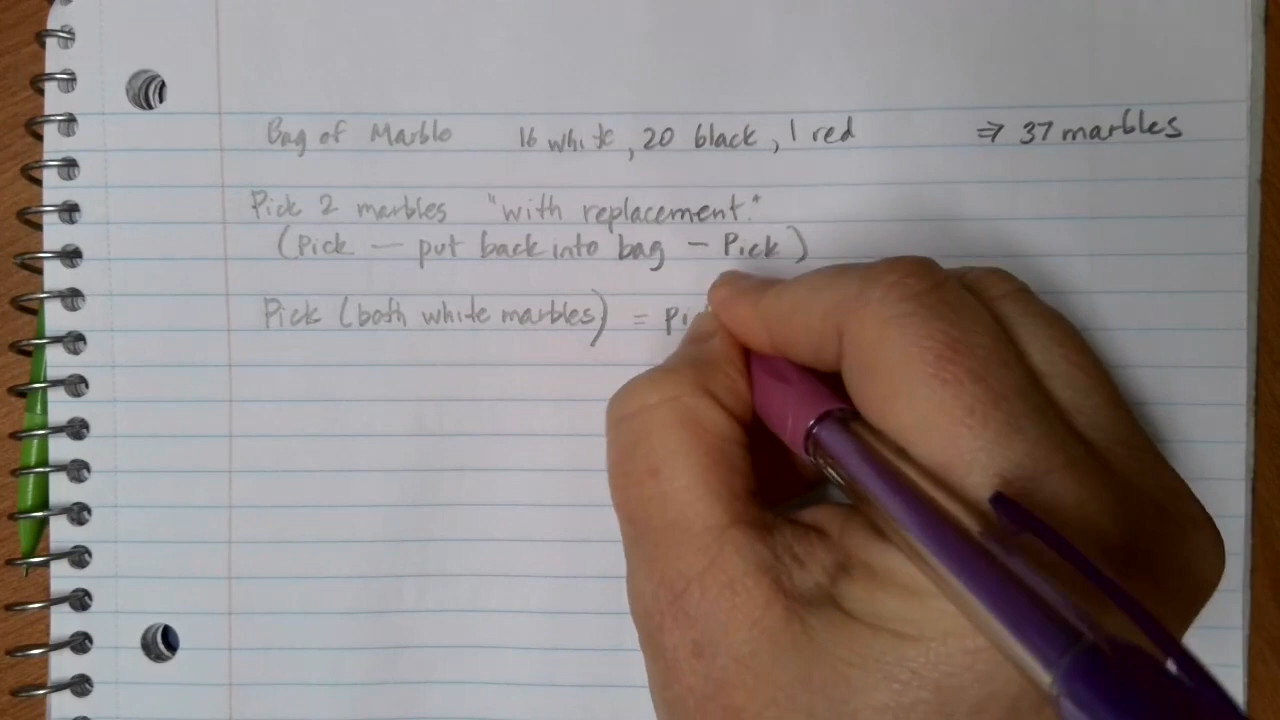 Bag of Marble 16 white, 20 black, 1 red ⇒ 37 marbles
Pick 2 marbles "with replacement."
(Pick — put back into bag — Pick)
Pick (both white marbles) = Pi